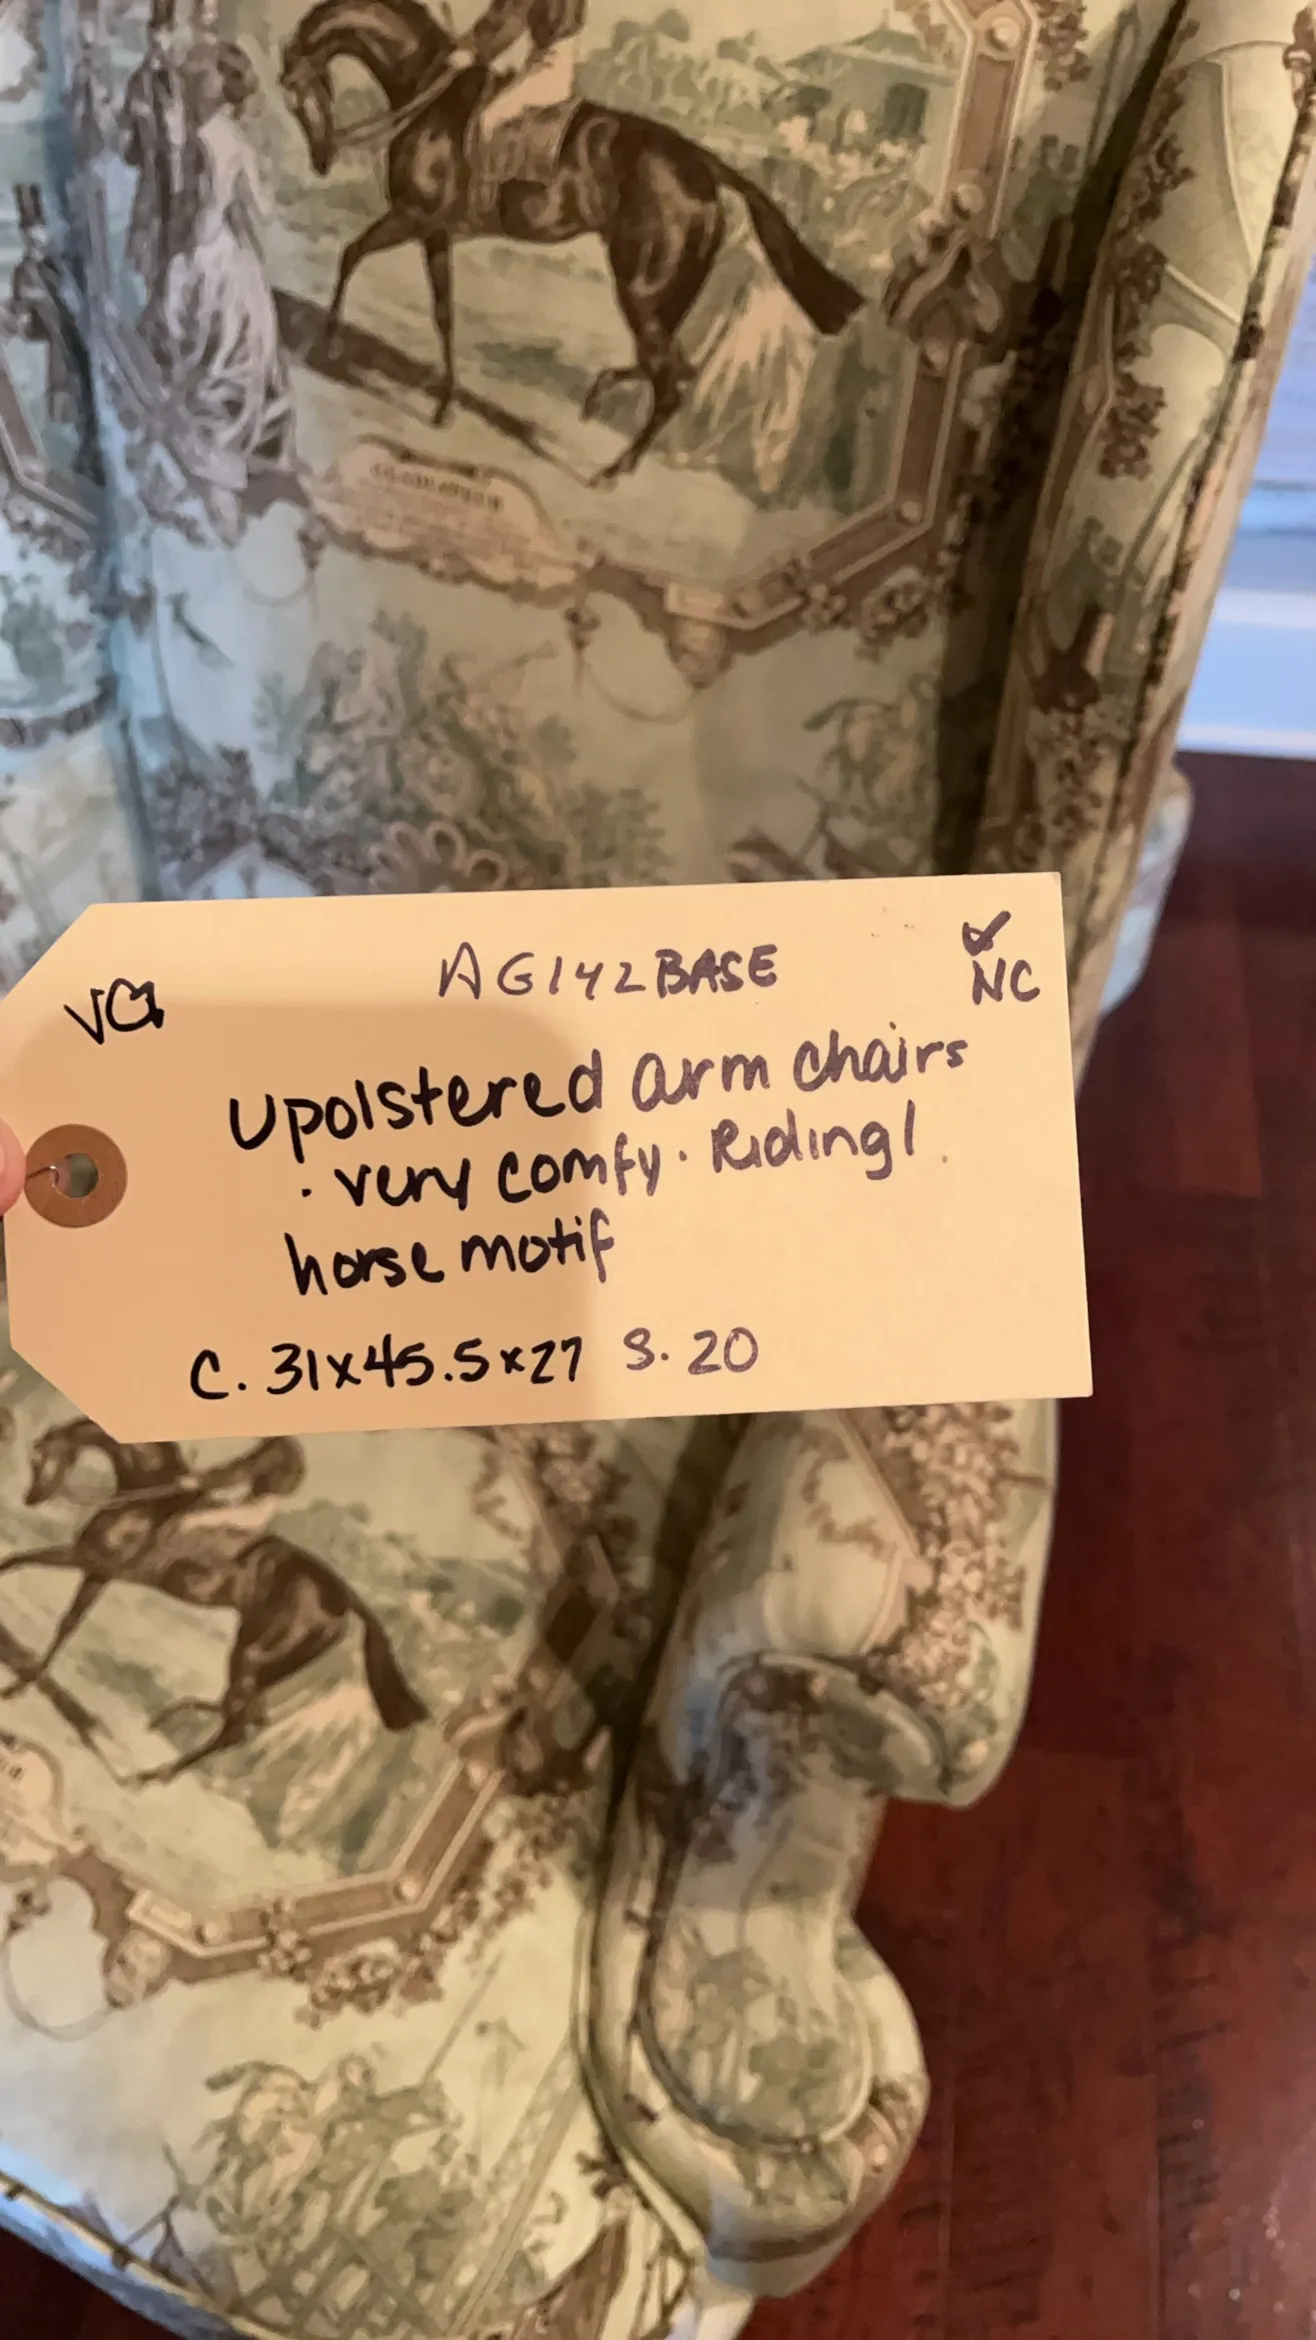 AG142BASE
✓
NC
VG
Upolstered arm chairs
· very comfy · Riding/
horse motif
C. 31x45.5x27 S. 20